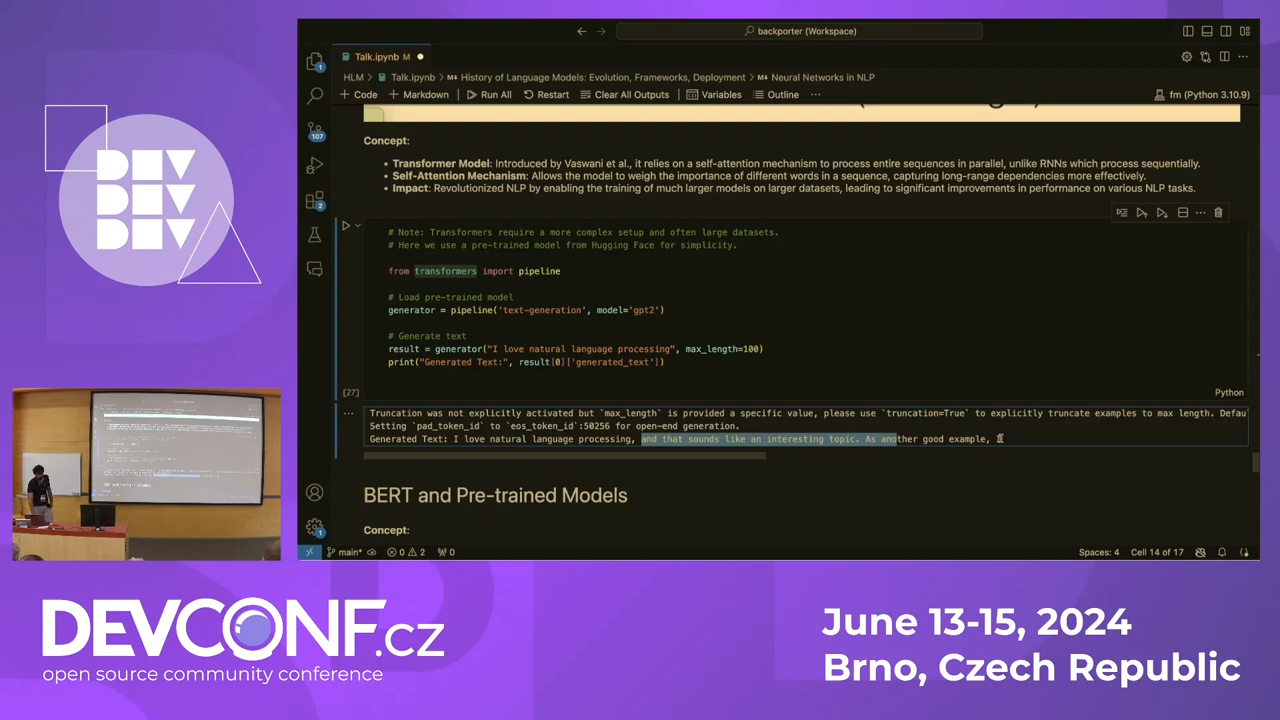 backporter (Workspace)
Talk.ipynb M
HLM > Talk.ipynb > History of Language Models: Evolution, Frameworks, Deployment > Neural Networks in NLP
+ Code + Markdown Run All Restart Clear All Outputs Variables Outline ... fm (Python 3.10.9)
Concept:
• Transformer Model: Introduced by Vaswani et al., it relies on a self-attention mechanism to process entire sequences in parallel, unlike RNNs which process sequentially.
• Self-Attention Mechanism: Allows the model to weigh the importance of different words in a sequence, capturing long-range dependencies more effectively.
• Impact: Revolutionized NLP by enabling the training of much larger models on larger datasets, leading to significant improvements in performance on various NLP tasks.
# Note: Transformers require a more complex setup and often large datasets.
# Here we use a pre-trained model from Hugging Face for simplicity.
from transformers import pipeline
# Load pre-trained model
generator = pipeline('text-generation', model='gpt2')
# Generate text
result = generator("I love natural language processing", max_length=100)
print("Generated Text:", result[0]['generated_text'])
[27]
Python
Truncation was not explicitly activated but `max_length` is provided a specific value, please use `truncation=True` to explicitly truncate examples to max length. Defau
Setting `pad_token_id` to `eos_token_id`:50256 for open-end generation.
Generated Text: I love natural language processing, and that sounds like an interesting topic. As another good example,
BERT and Pre-trained Models
Concept:
main* 0 2 0 Spaces: 4 Cell 14 of 17
1
107
2
1
DEV
DEV
DEV
DEVCONF.cz
open source community conference
June 13-15, 2024
Brno, Czech Republic